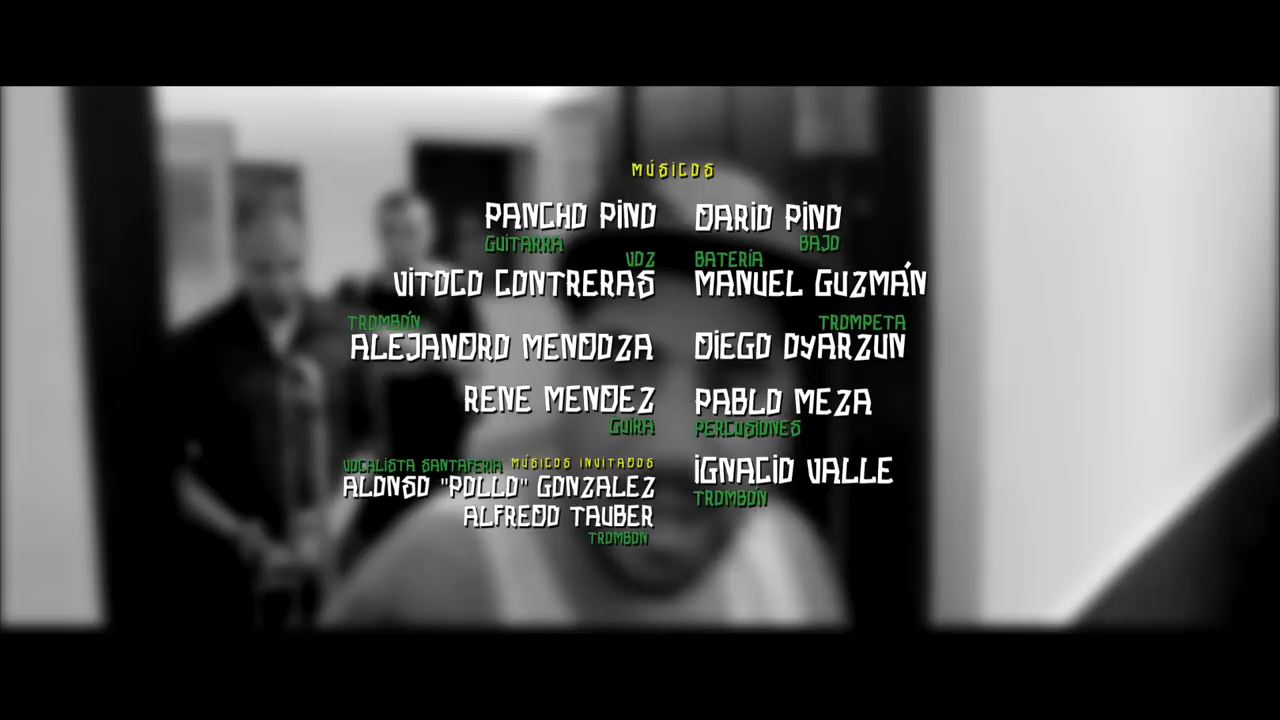 MÚSICOS
PANCHO PINO
GUITARRA
VOZ
VITOCO CONTRERAS
TROMBÓN
ALEJANDRO MENDOZA
RENE MENDEZ
GUIRA
VOCALISTA SANTAFERIA MÚSICOS INVITADOS
ALONSO "POLLO" GONZALEZ
ALFREDO TAUBER
TROMBON
DARIO PINO
BAJO
BATERÍA
MANUEL GUZMÁN
TROMPETA
DIEGO OYARZUN
PABLO MEZA
PERCUSIONES
IGNACIO VALLE
TROMBÓN